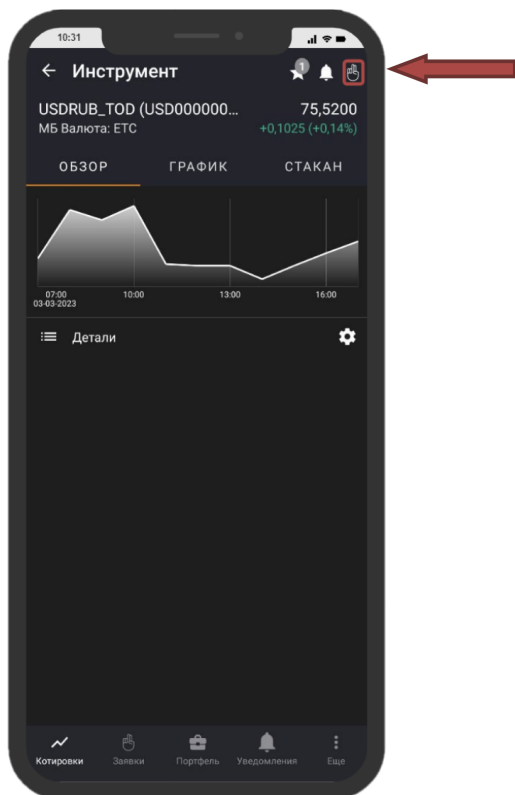 10:31
Инструмент
1
USDRUB_TOD (USD000000... 75,5200
МБ Валюта: ETC +0,1025 (+0,14%)
ОБЗОР ГРАФИК СТАКАН
07:00 10:00 13:00 16:00
03-03-2023
Детали
Котировки Заявки Портфель Уведомления Еще